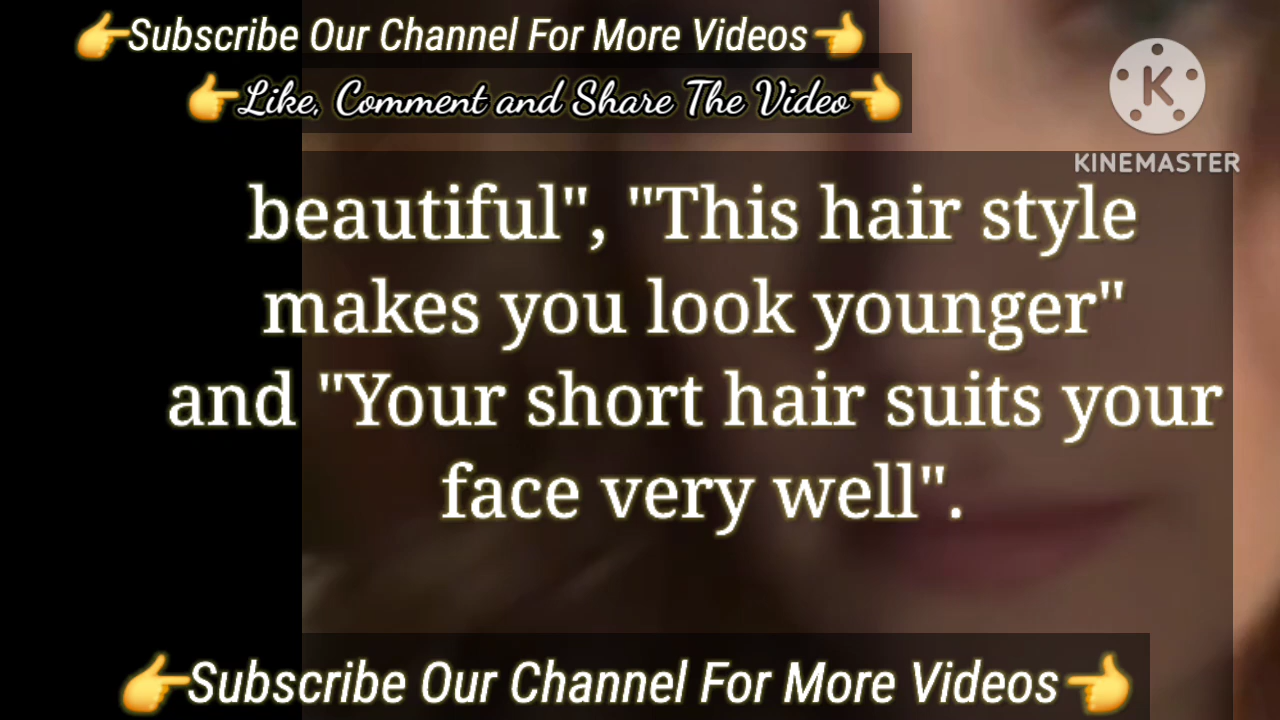 👉Subscribe Our Channel For More Videos👈
👉Like, Comment and Share The Video👈
K
KINEMASTER
beautiful", "This hair style
makes you look younger"
and "Your short hair suits your
face very well".
👉Subscribe Our Channel For More Videos👈